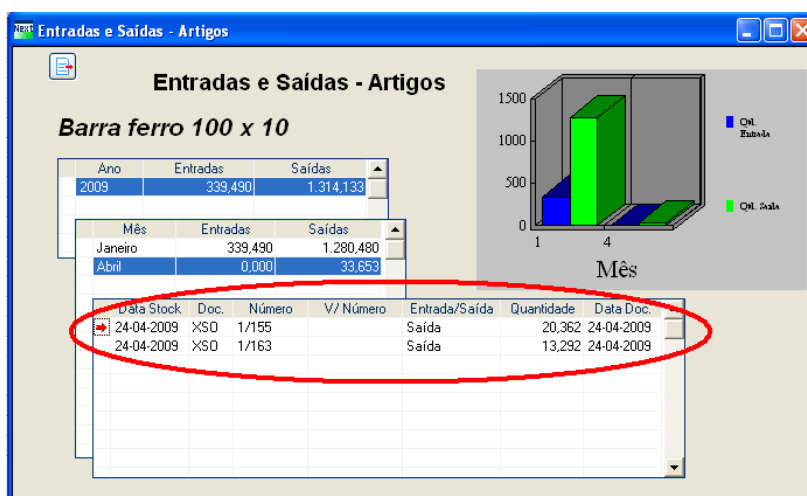 Next Entradas e Saídas - Artigos
Entradas e Saídas - Artigos
Barra ferro 100 x 10
Ano Entradas Saídas
2009 339,490 1.314,133
Mês Entradas Saídas
Janeiro 339,490 1.280,480
Abril 0,000 33,653
Data Stock Doc. Número V/ Número Entrada/Saída Quantidade Data Doc.
24-04-2009 XSO 1/155 Saída 20,362 24-04-2009
24-04-2009 XSO 1/163 Saída 13,292 24-04-2009
1500
1000
500
0
1 4
Mês
Qtd. Entrada
Qtd. Saída